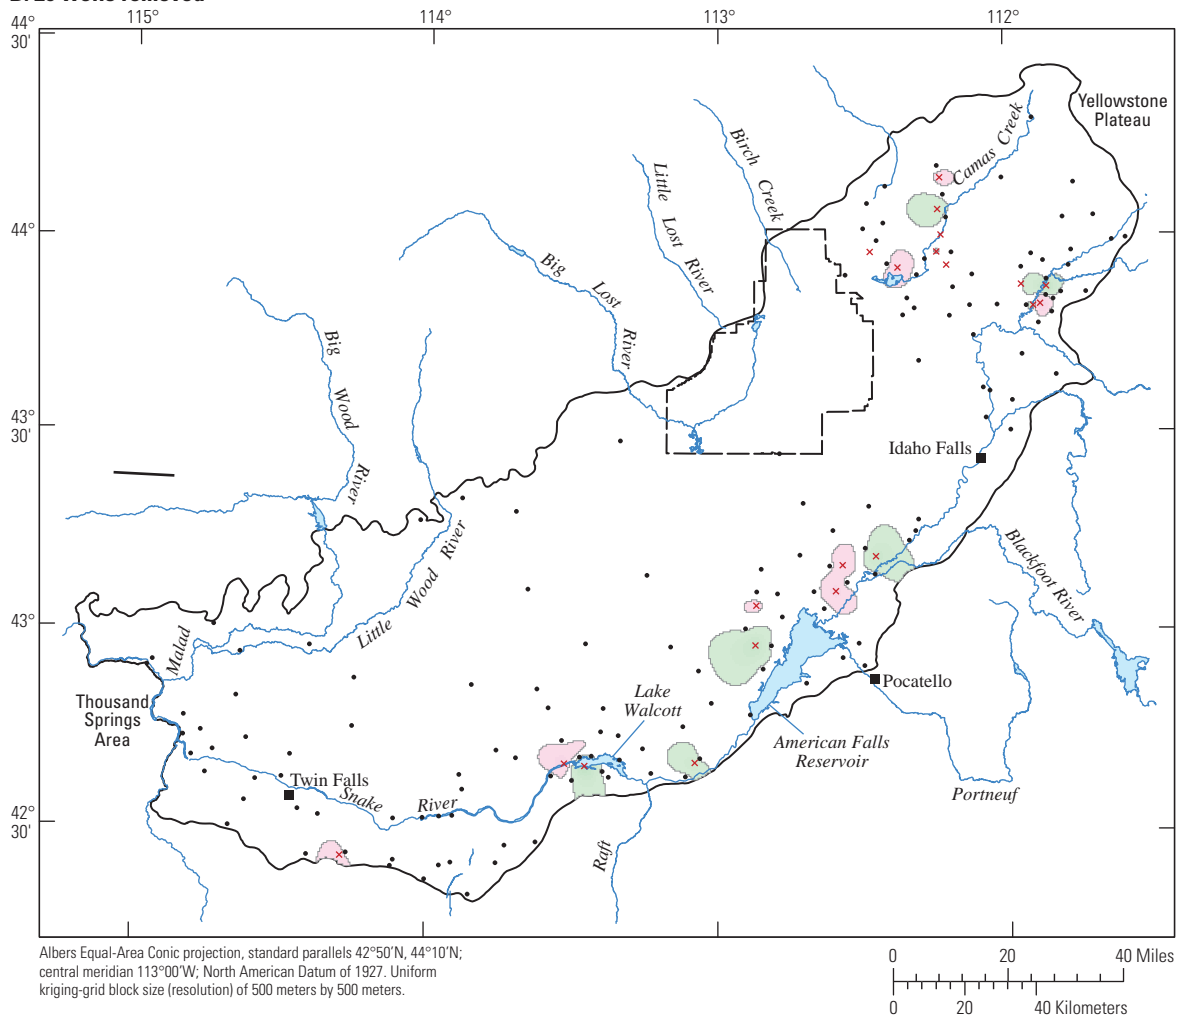 B. 20 wells removed
115°
114°
113°
112°
44°
30'
44°
43°
30'
43°
42°
30'
Yellowstone
Plateau
Camas Creek
Birch Creek
Little Lost River
Big Lost River
Big Wood River
Idaho Falls
Blackfoot River
Little Wood River
Malad
Thousand
Springs
Area
Pocatello
Lake
Walcott
American Falls
Reservoir
Portneuf
Twin Falls
Snake River
Raft
Albers Equal-Area Conic projection, standard parallels 42°50'N, 44°10'N;
central meridian 113°00'W; North American Datum of 1927. Uniform
kriging-grid block size (resolution) of 500 meters by 500 meters.
0 20 40 Miles
0 20 40 Kilometers